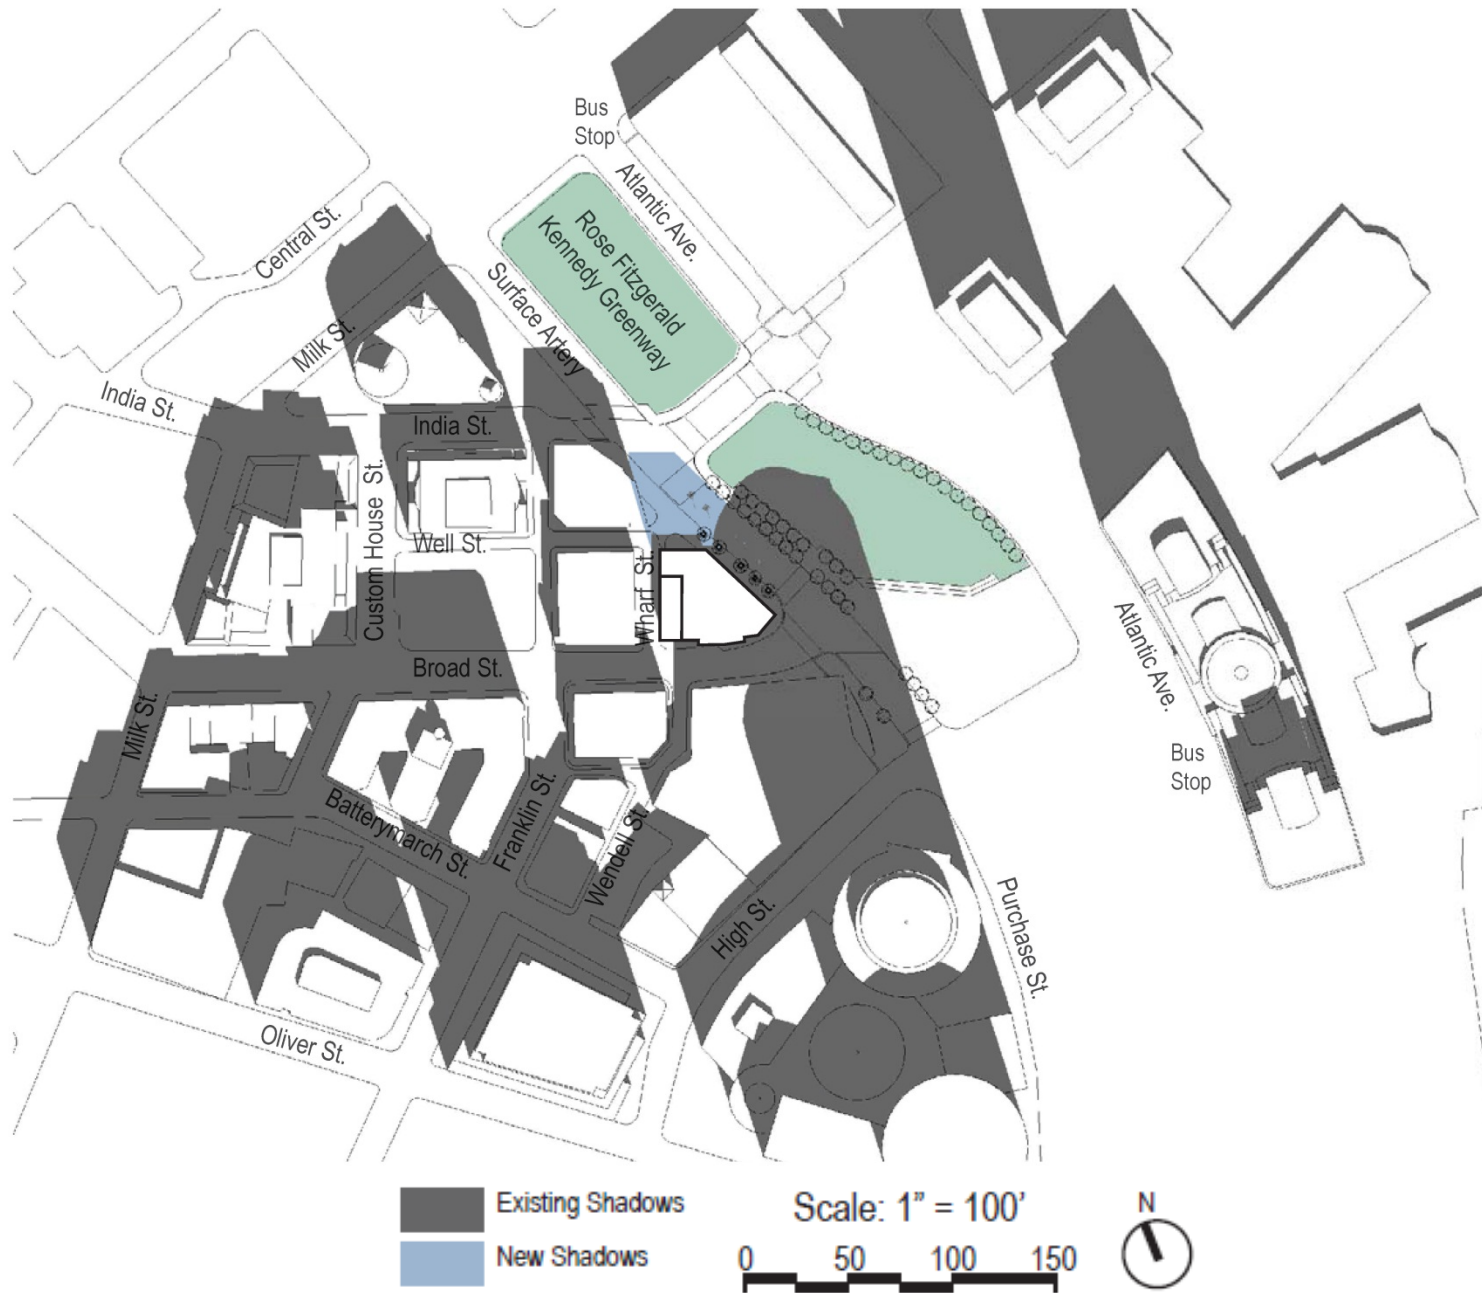 Bus
Stop
Atlantic Ave.
Rose Fitzgerald
Kennedy Greenway
Central St.
Surface Artery
Milk St.
India St.
India St.
Custom House St.
Well St.
Wharf St.
Broad St.
Atlantic Ave.
Milk St.
Bus
Stop
Batterymarch St.
Franklin St.
Wendell St.
High St.
Purchase St.
Oliver St.
Existing Shadows
New Shadows
Scale: 1” = 100’
0 50 100 150
N